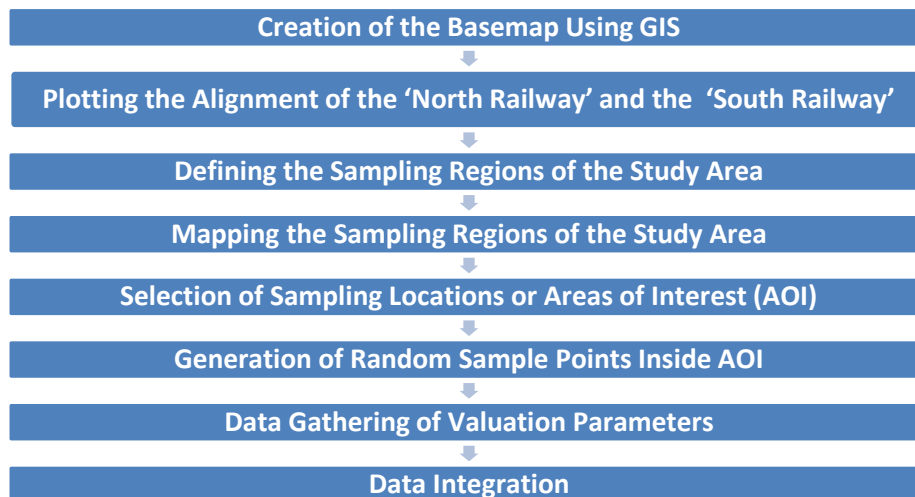 Creation of the Basemap Using GIS
Plotting the Alignment of the ‘North Railway’ and the ‘South Railway’
Defining the Sampling Regions of the Study Area
Mapping the Sampling Regions of the Study Area
Selection of Sampling Locations or Areas of Interest (AOI)
Generation of Random Sample Points Inside AOI
Data Gathering of Valuation Parameters
Data Integration